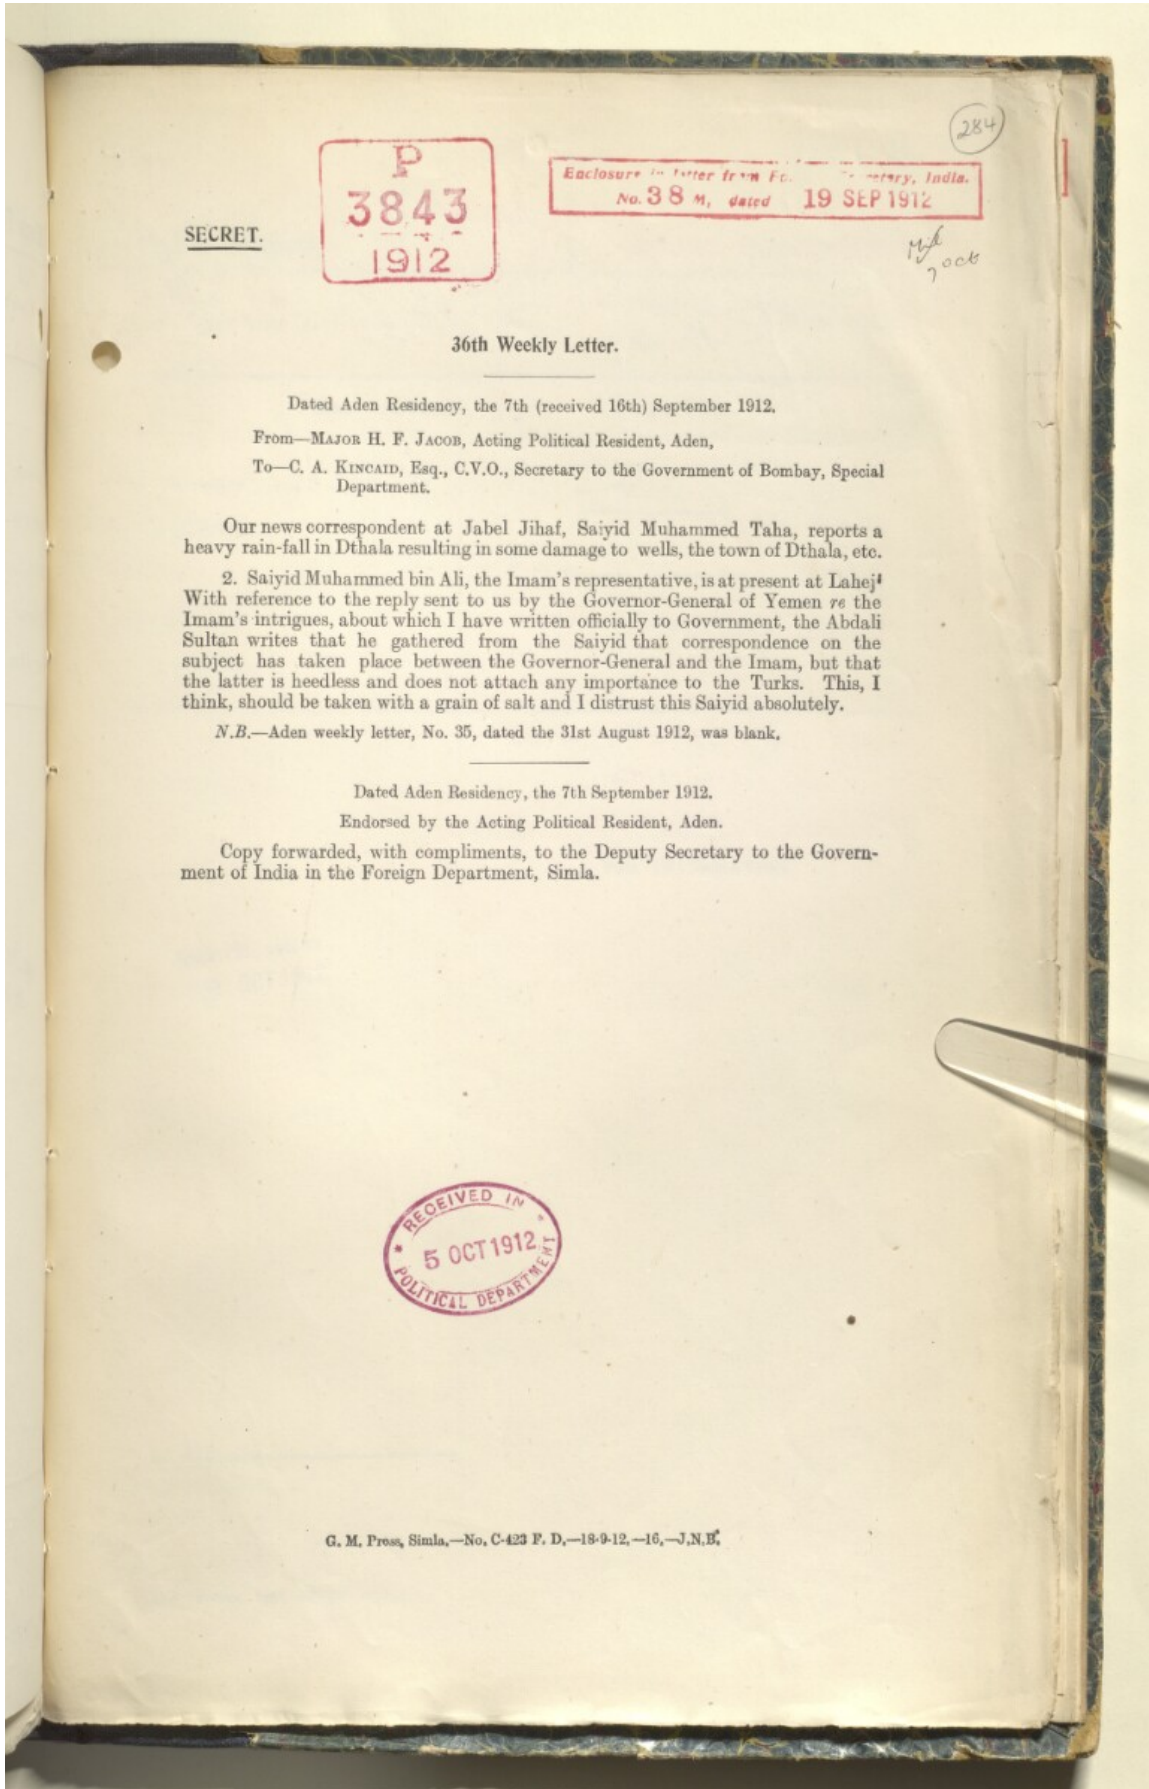 284
P
3843
1912
Enclosure in letter from Secretary, India.
No. 38 M, dated 19 SEP 1912
SECRET.
7 Oct
36th Weekly Letter.
Dated Aden Residency, the 7th (received 16th) September 1912.
From—MAJOR H. F. JACOB, Acting Political Resident, Aden,
To—C. A. KINCAID, Esq., C.V.O., Secretary to the Government of Bombay, Special
Department.
Our news correspondent at Jabel Jihaf, Saiyid Muhammed Taha, reports a
heavy rain-fall in Dthala resulting in some damage to wells, the town of Dthala, etc.
2. Saiyid Muhammed bin Ali, the Imam's representative, is at present at Lahej
With reference to the reply sent to us by the Governor-General of Yemen re the
Imam's intrigues, about which I have written officially to Government, the Abdali
Sultan writes that he gathered from the Saiyid that correspondence on the
subject has taken place between the Governor-General and the Imam, but that
the latter is heedless and does not attach any importance to the Turks. This, I
think, should be taken with a grain of salt and I distrust this Saiyid absolutely.
N.B.—Aden weekly letter, No. 35, dated the 31st August 1912, was blank.
Dated Aden Residency, the 7th September 1912.
Endorsed by the Acting Political Resident, Aden.
Copy forwarded, with compliments, to the Deputy Secretary to the Govern-
ment of India in the Foreign Department, Simla.
RECEIVED IN
5 OCT 1912
POLITICAL DEPARTMENT
G. M. Press, Simla,—No. C-423 F. D.—18-9-12,—16,—J.N.B.